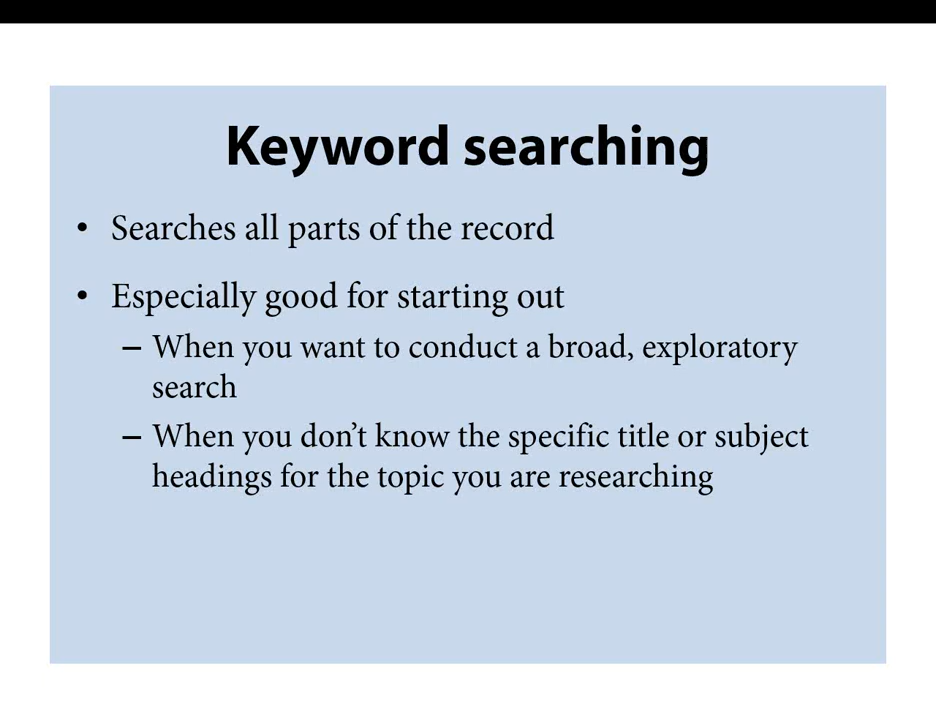 Keyword searching
• Searches all parts of the record
• Especially good for starting out
– When you want to conduct a broad, exploratory
search
– When you don’t know the specific title or subject
headings for the topic you are researching